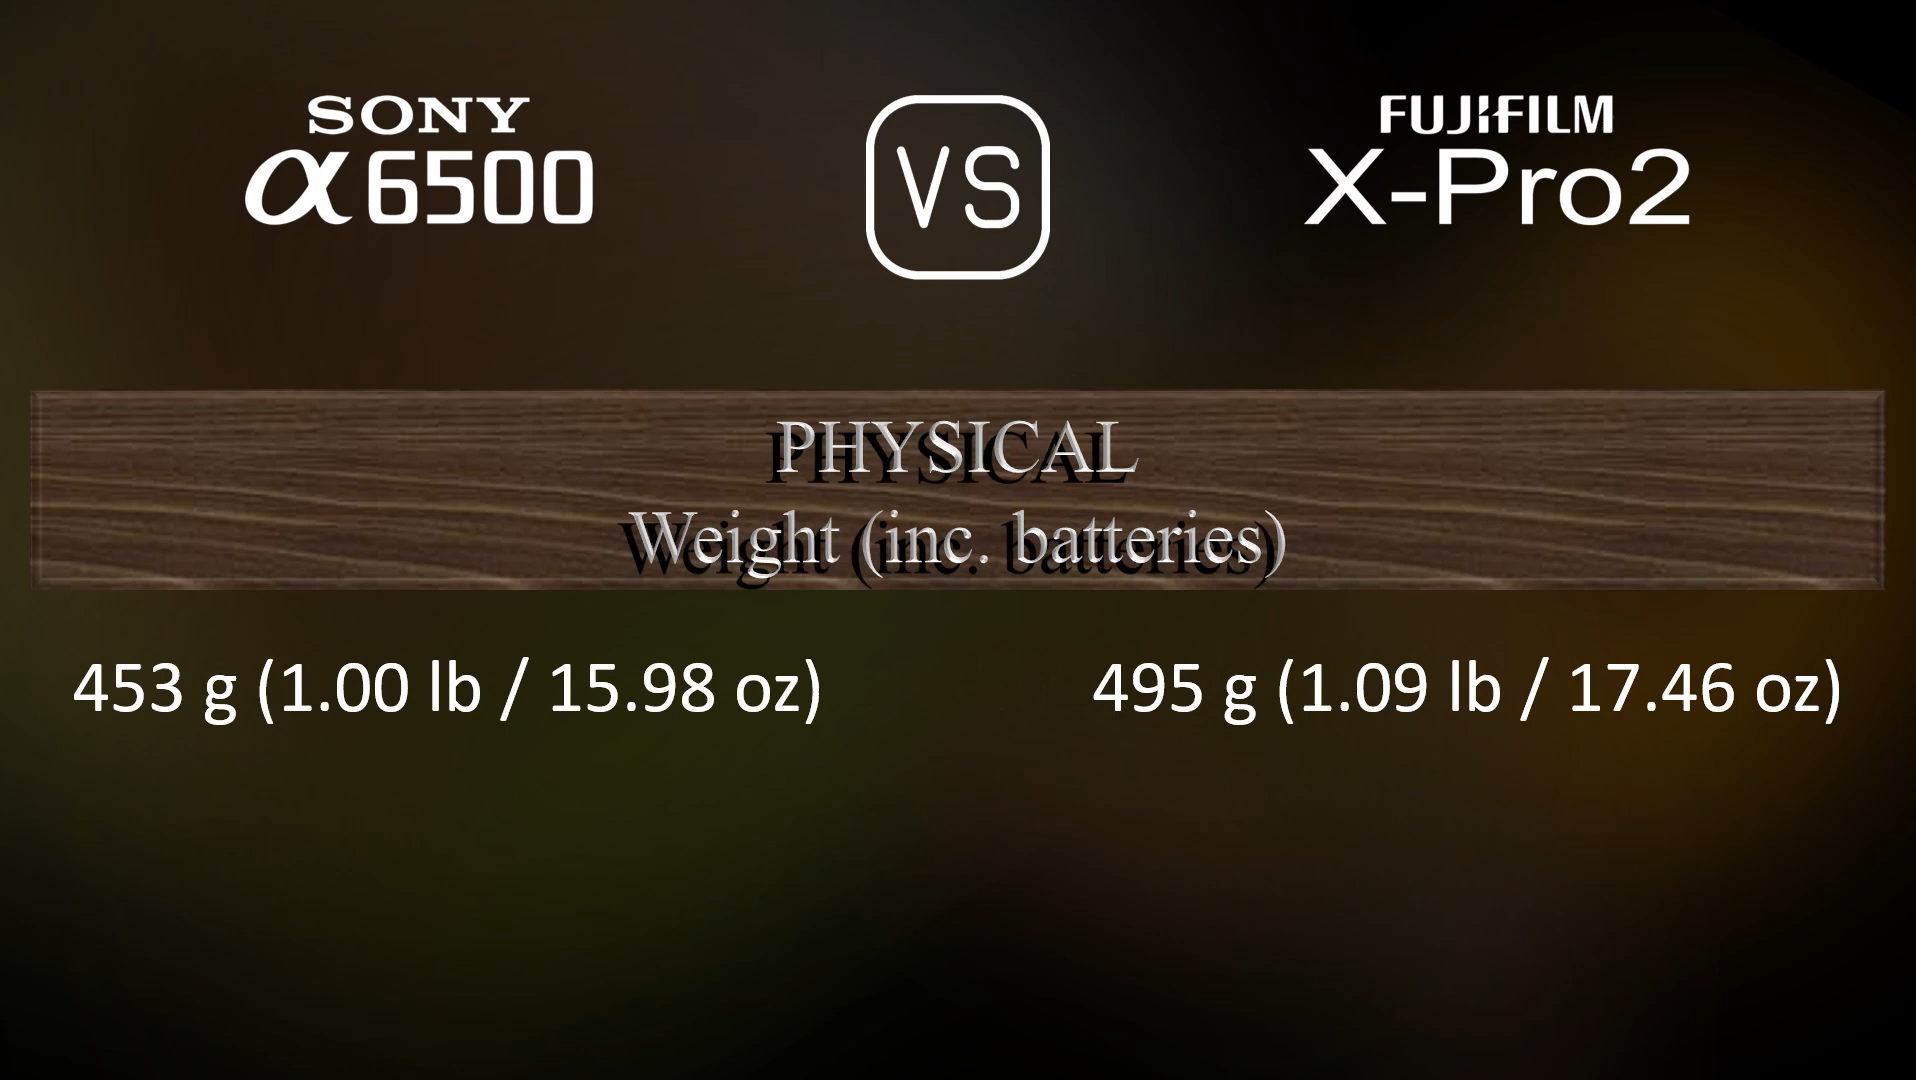 SONY
α6500
VS
FUJIFILM
X-Pro2
PHYSICAL
Weight (inc. batteries)
453 g (1.00 lb / 15.98 oz)
495 g (1.09 lb / 17.46 oz)